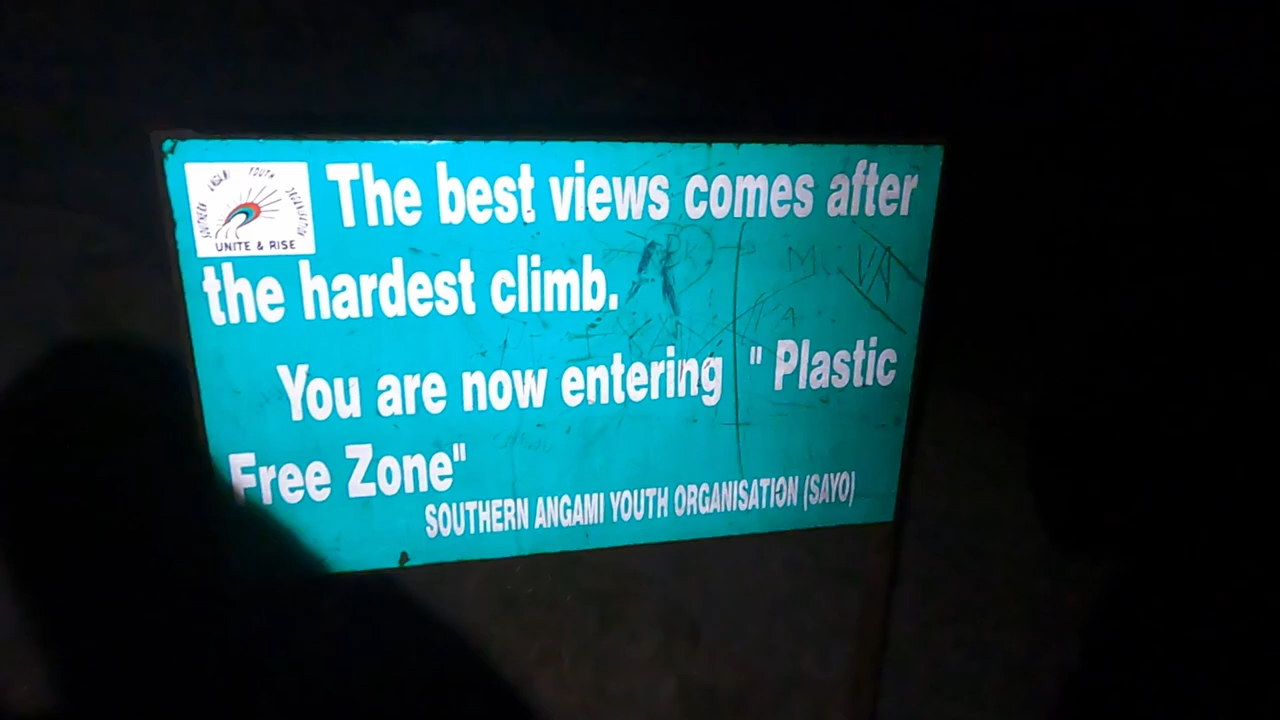 SOUTHERN ANGAMI YOUTH ORGANISATION
UNITE & RISE
The best views comes after
the hardest climb.
You are now entering " Plastic
Free Zone"
SOUTHERN ANGAMI YOUTH ORGANISATION (SAYO)